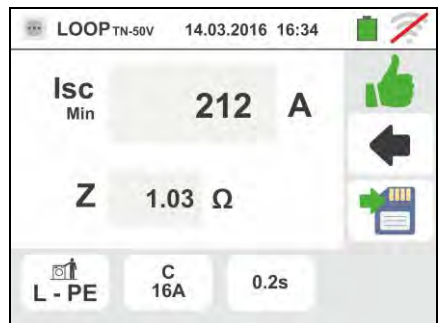 LOOP TN-50V 14.03.2016 16:34
Isc
Min
212 A
Z 1.03 Ω
L - PE
C
16A
0.2s